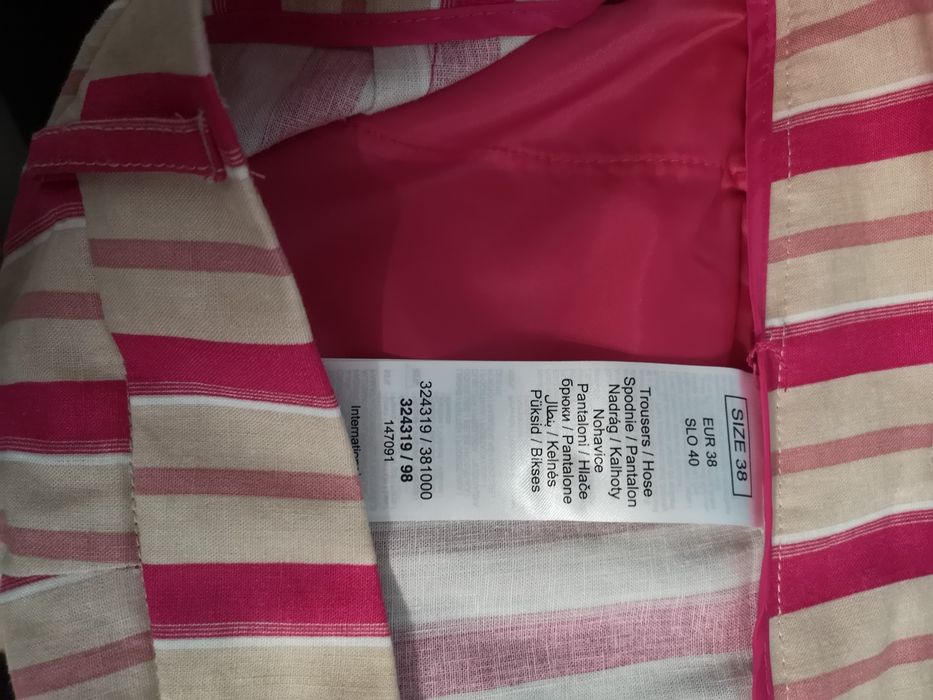 SIZE 38
EUR 38
SLO 40
Trousers / Hose
Spodnie / Pantalon
Nadrág / Kalhoty
Nohavice
Pantaloni / Hlače
брюки / Pantalone
بنطال / Kelnės
Püksid / Bikses
324319 / 381000
324319 / 98
147091